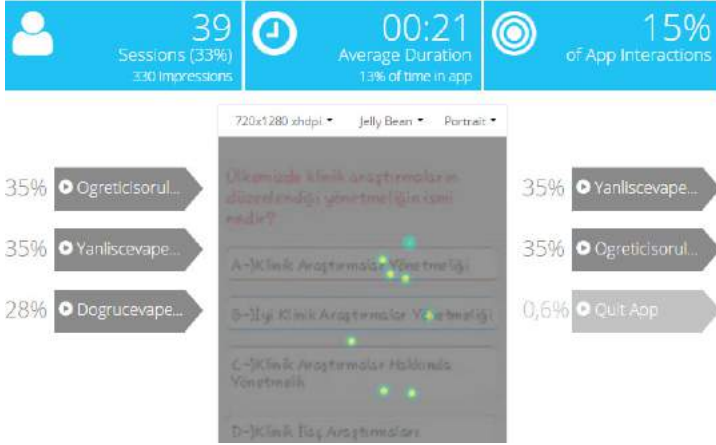 39
Sessions (33%)
330 Impressions
00:21
Average Duration
13% of time in app
15%
of App Interactions
720x1280 xhdpi
Jelly Bean
Portrait
35%
Ogreticisorul...
35%
Yanliscevape...
28%
Dogrucevape...
Ülkemizde klinik araştırmaların
düzenlendiği yönetmeliğin ismi
nedir?
A-)Klinik Araştırmalar Yönetmeliği
B-)İyi Klinik Araştırmalar Yönetmeliği
C-)Klinik Araştırmalar Hakkında
Yönetmelik
D-)Klinik İlaç Araştırmaları
35%
Yanliscevape...
35%
Ogreticisorul...
0,6%
Quit App